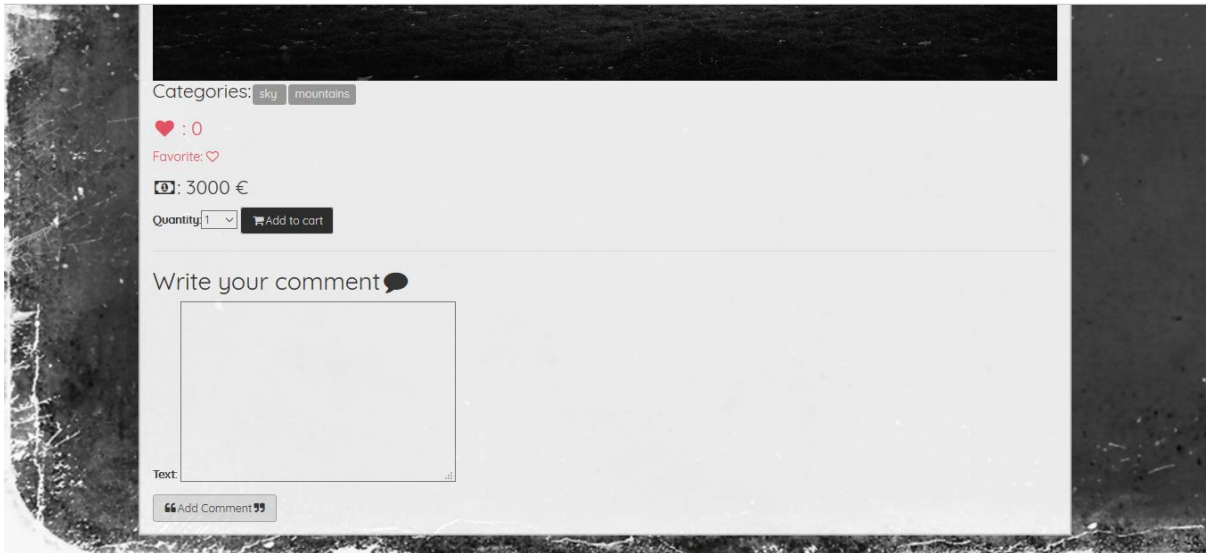 Categories: sky mountains
: 0
Favorite:
: 3000 €
Quantity: 1 Add to cart
Write your comment
Text:
Add Comment